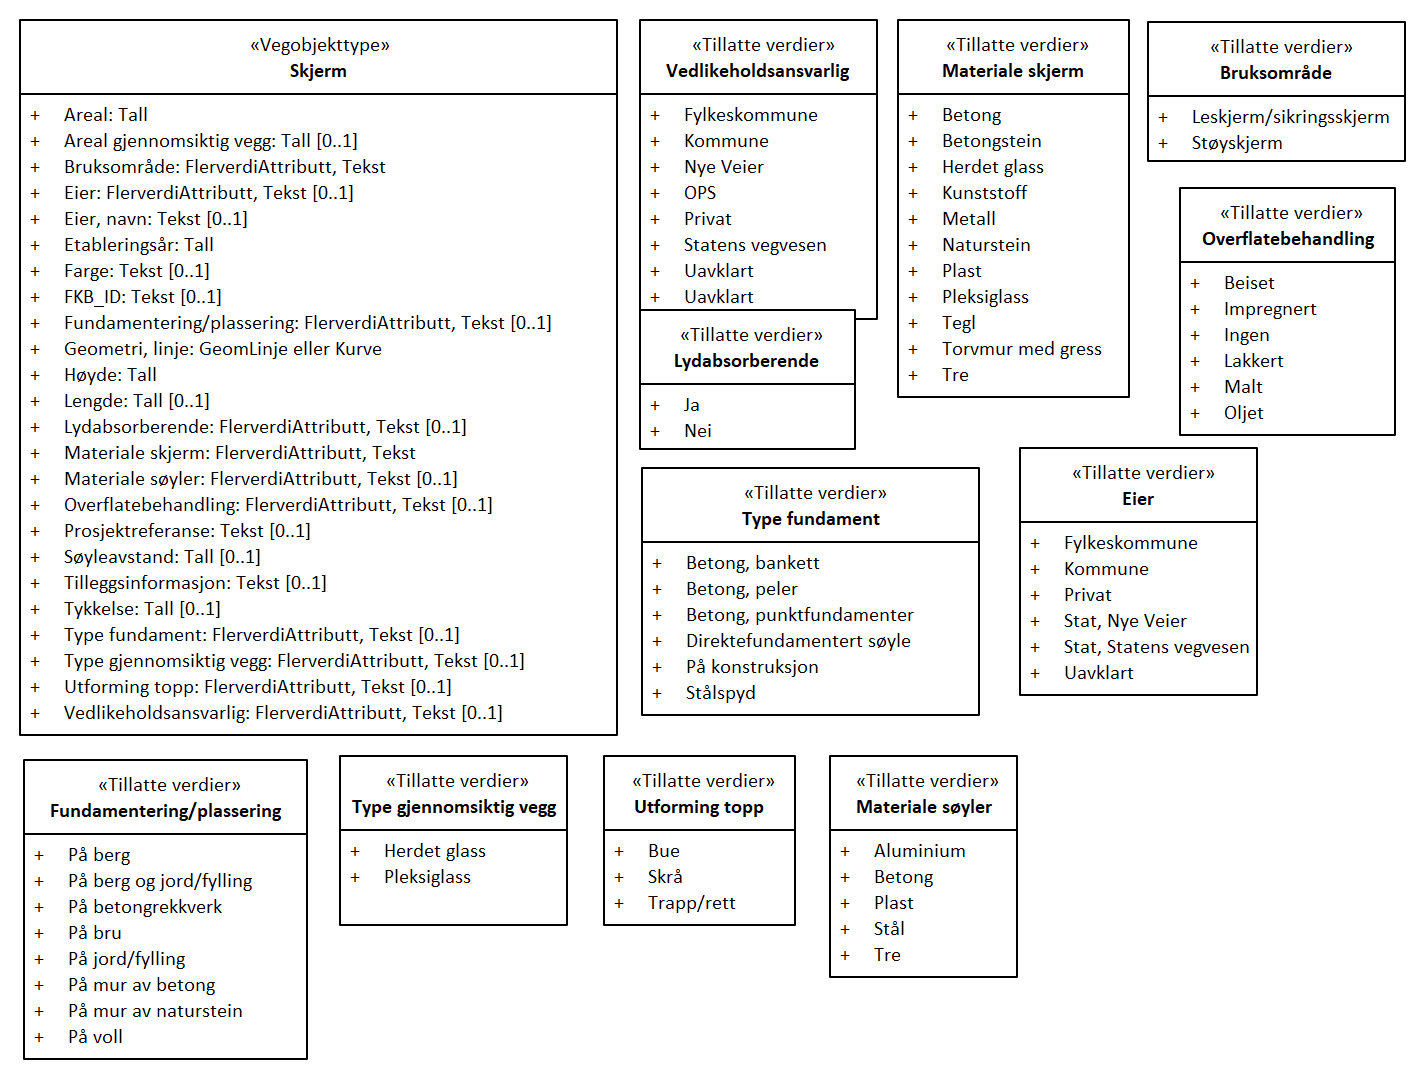 «Vegobjekttype»
Skjerm
+ Areal: Tall
+ Areal gjennomsiktig vegg: Tall [0..1]
+ Bruksområde: FlerverdiAttributt, Tekst
+ Eier: FlerverdiAttributt, Tekst [0..1]
+ Eier, navn: Tekst [0..1]
+ Etableringsår: Tall
+ Farge: Tekst [0..1]
+ FKB_ID: Tekst [0..1]
+ Fundamentering/plassering: FlerverdiAttributt, Tekst [0..1]
+ Geometri, linje: GeomLinje eller Kurve
+ Høyde: Tall
+ Lengde: Tall [0..1]
+ Lydabsorberende: FlerverdiAttributt, Tekst [0..1]
+ Materiale skjerm: FlerverdiAttributt, Tekst
+ Materiale søyler: FlerverdiAttributt, Tekst [0..1]
+ Overflatebehandling: FlerverdiAttributt, Tekst [0..1]
+ Prosjektreferanse: Tekst [0..1]
+ Søyleavstand: Tall [0..1]
+ Tilleggsinformasjon: Tekst [0..1]
+ Tykkelse: Tall [0..1]
+ Type fundament: FlerverdiAttributt, Tekst [0..1]
+ Type gjennomsiktig vegg: FlerverdiAttributt, Tekst [0..1]
+ Utforming topp: FlerverdiAttributt, Tekst [0..1]
+ Vedlikeholdsansvarlig: FlerverdiAttributt, Tekst [0..1]
«Tillatte verdier»
Vedlikeholdsansvarlig
+ Fylkeskommune
+ Kommune
+ Nye Veier
+ OPS
+ Privat
+ Statens vegvesen
+ Uavklart
+ Uavklart
«Tillatte verdier»
Lydabsorberende
+ Ja
+ Nei
«Tillatte verdier»
Materiale skjerm
+ Betong
+ Betongstein
+ Herdet glass
+ Kunststoff
+ Metall
+ Naturstein
+ Plast
+ Pleksiglass
+ Tegl
+ Torvmur med gress
+ Tre
«Tillatte verdier»
Bruksområde
+ Leskjerm/sikringsskjerm
+ Støyskjerm
«Tillatte verdier»
Overflatebehandling
+ Beiset
+ Impregnert
+ Ingen
+ Lakkert
+ Malt
+ Oljet
«Tillatte verdier»
Type fundament
+ Betong, bankett
+ Betong, peler
+ Betong, punktfundamenter
+ Direktefundamentert søyle
+ På konstruksjon
+ Stålspyd
«Tillatte verdier»
Eier
+ Fylkeskommune
+ Kommune
+ Privat
+ Stat, Nye Veier
+ Stat, Statens vegvesen
+ Uavklart
«Tillatte verdier»
Fundamentering/plassering
+ På berg
+ På berg og jord/fylling
+ På betongrekkverk
+ På bru
+ På jord/fylling
+ På mur av betong
+ På mur av naturstein
+ På voll
«Tillatte verdier»
Type gjennomsiktig vegg
+ Herdet glass
+ Pleksiglass
«Tillatte verdier»
Utforming topp
+ Bue
+ Skrå
+ Trapp/rett
«Tillatte verdier»
Materiale søyler
+ Aluminium
+ Betong
+ Plast
+ Stål
+ Tre